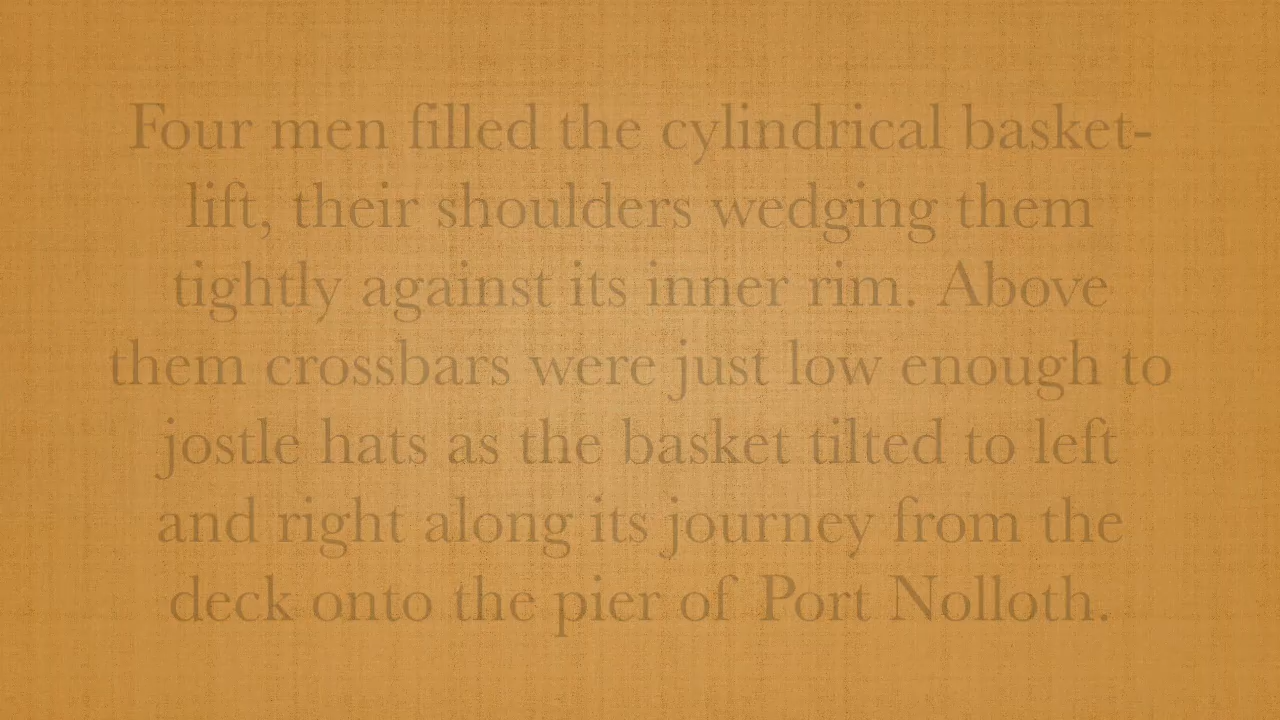 Four men filled the cylindrical basket-
lift, their shoulders wedging them
tightly against its inner rim. Above
them crossbars were just low enough to
jostle hats as the basket tilted to left
and right along its journey from the
deck onto the pier of Port Nolloth.